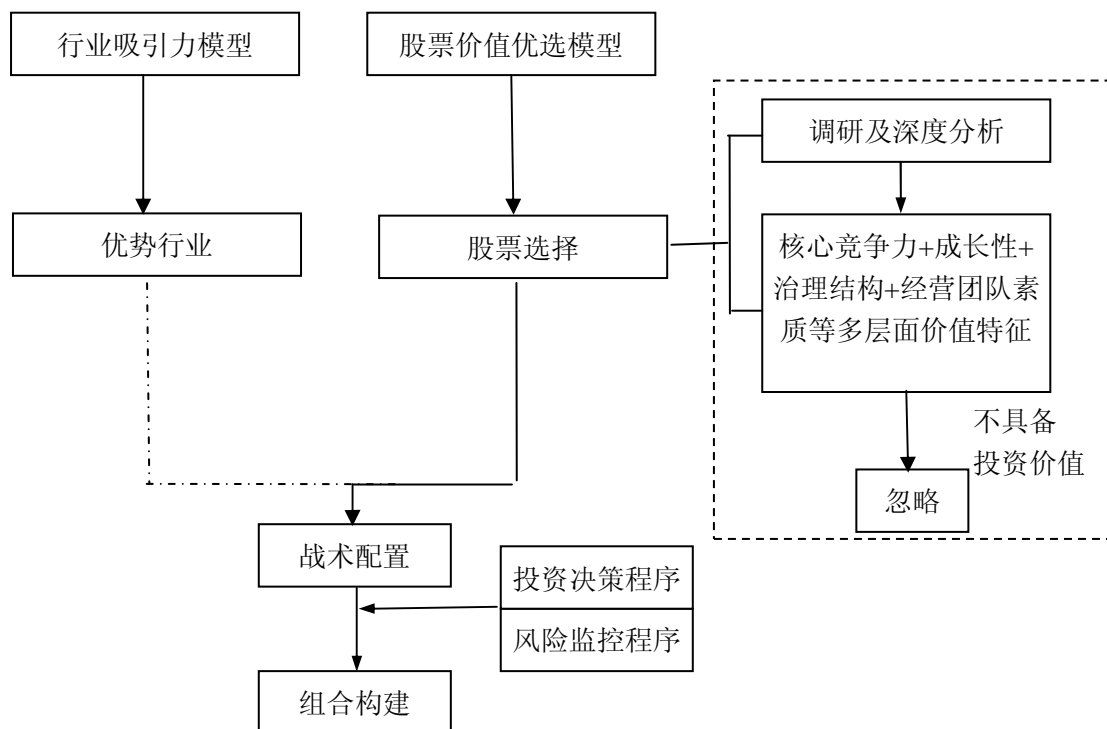 行业吸引力模型
股票价值优选模型
调研及深度分析
优势行业
股票选择
核心竞争力+成长性+
治理结构+经营团队素
质等多层面价值特征
不具备
投资价值
忽略
战术配置
投资决策程序
风险监控程序
组合构建